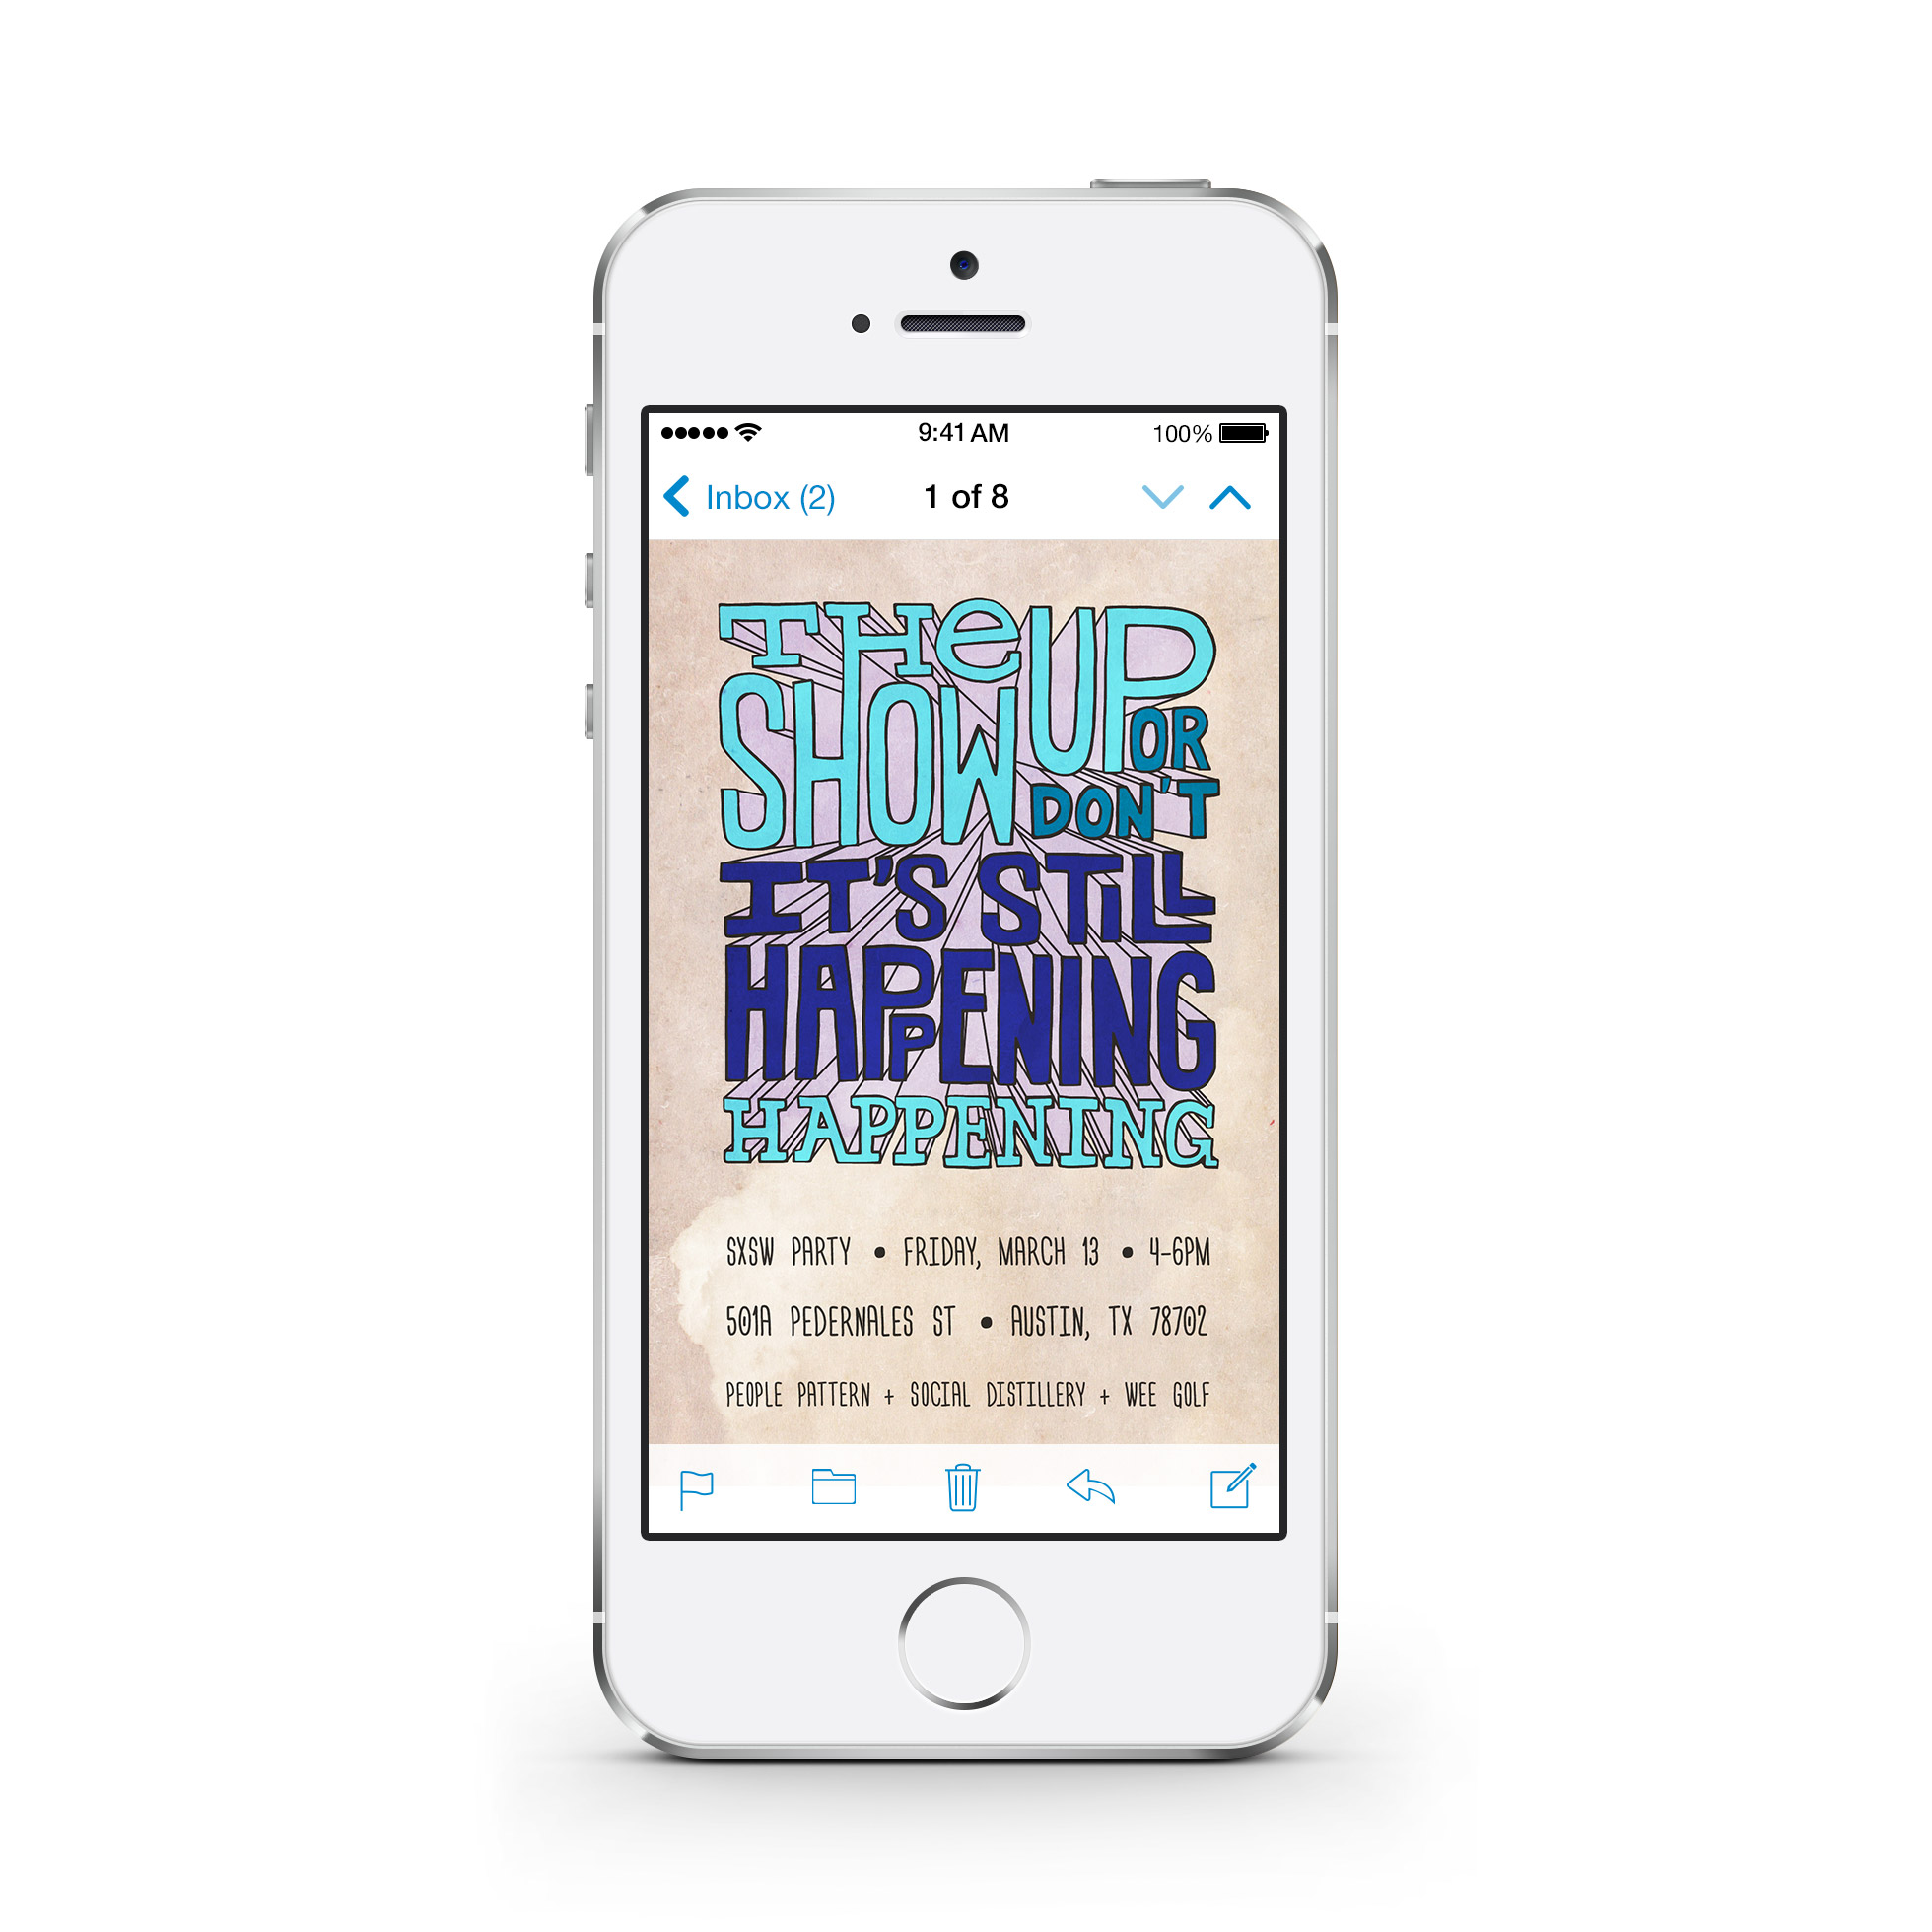 9:41 AM 100%
Inbox (2) 1 of 8
THE
SHOW UP
OR
DON'T
IT'S STILL
HAPPENING
HAPPENING
SXSW PARTY • FRIDAY, MARCH 13 • 4-6PM
501A PEDERNALES ST • AUSTIN, TX 78702
PEOPLE PATTERN + SOCIAL DISTILLERY + WEE GOLF